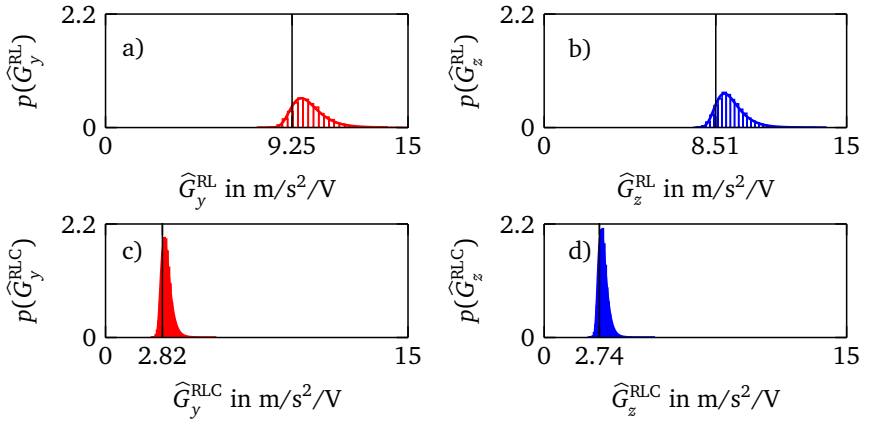 2.2
a)
p(Ĝ_y^RL)
0
9.25
15
Ĝ_y^RL in m/s²/V
2.2
b)
p(Ĝ_z^RL)
0
0
8.51
15
Ĝ_z^RL in m/s²/V
2.2
c)
p(Ĝ_y^RLC)
0
0
2.82
15
Ĝ_y^RLC in m/s²/V
2.2
d)
p(Ĝ_z^RLC)
0
0
2.74
15
Ĝ_z^RLC in m/s²/V